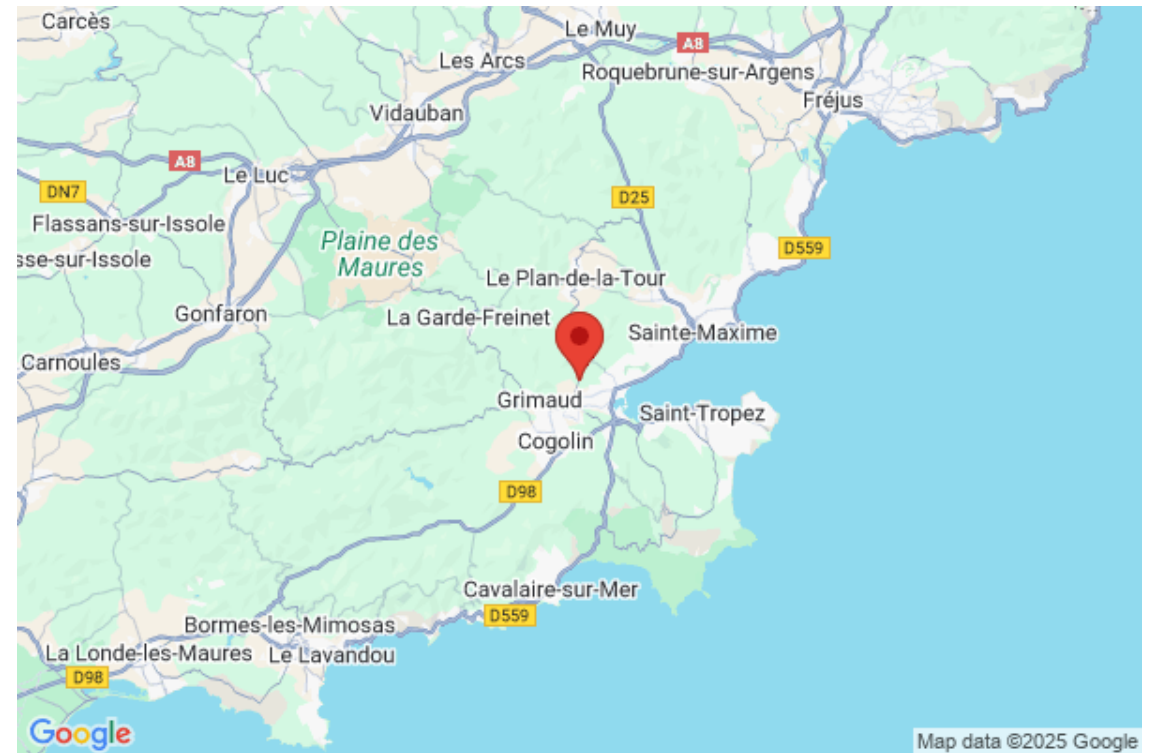 Carcès
Le Muy
A8
Les Arcs
Roquebrune-sur-Argens
Fréjus
Vidauban
A8
Le Luc
DN7
D25
Flassans-sur-Issole
Plaine des
Maures
D559
sse-sur-Issole
Le Plan-de-la-Tour
Gonfaron
La Garde-Freinet
Sainte-Maxime
Carnoules
Grimaud
Saint-Tropez
Cogolin
D98
Cavalaire-sur-Mer
D559
Bormes-les-Mimosas
La Londe-les-Maures
Le Lavandou
D98
Google
Map data ©2025 Google